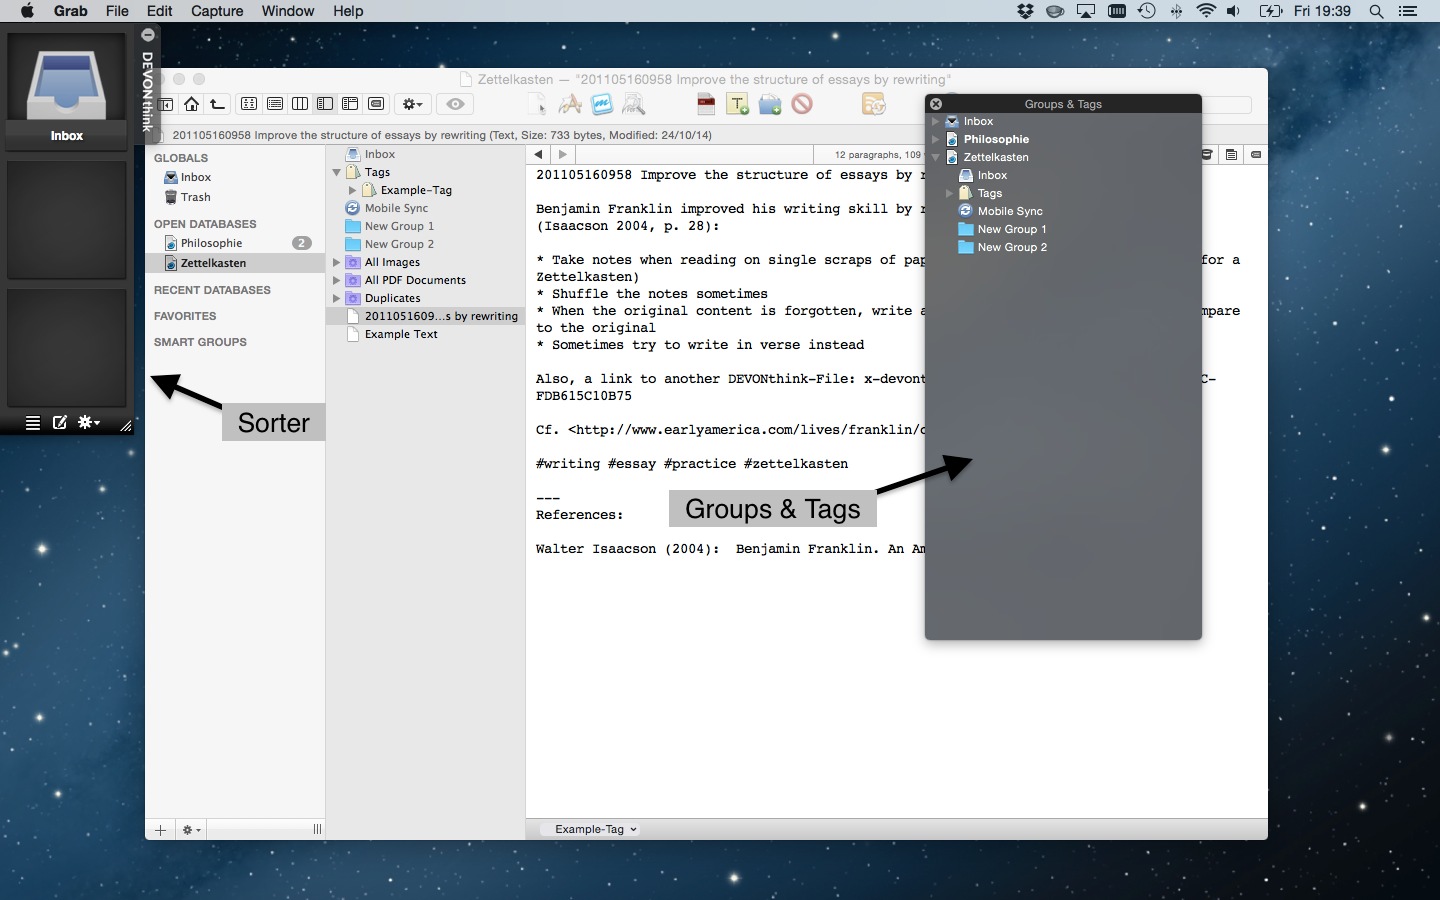 Grab File Edit Capture Window Help Fri 19:39
DEVONthink
Inbox
Zettelkasten — "201105160958 Improve the structure of essays by rewriting"
201105160958 Improve the structure of essays by rewriting (Text, Size: 733 bytes, Modified: 24/10/14)
GLOBALS
Inbox
Trash
OPEN DATABASES
Philosophie 2
Zettelkasten
RECENT DATABASES
FAVORITES
SMART GROUPS
Sorter
Inbox
Tags
Example-Tag
Mobile Sync
New Group 1
New Group 2
All Images
All PDF Documents
Duplicates
2011051609...s by rewriting
Example Text
12 paragraphs, 109
201105160958 Improve the structure of essays by
Benjamin Franklin improved his writing skill by
(Isaacson 2004, p. 28):
* Take notes when reading on single scraps of for a
Zettelkasten)
* Shuffle the notes sometimes
* When the original content is forgotten, write
to the original
* Sometimes try to write in verse instead
Also, a link to another DEVONthink-File: C-
FDB615C10B75
Cf. <http://www.earlyamerica.com/lives/franklin/
#writing #essay #practice #zettelkasten
---
References:
Walter Isaacson (2004): Benjamin Franklin. An
Groups & Tags
Example-Tag
Groups & Tags
Inbox
Philosophie
Zettelkasten
Inbox
Tags
Mobile Sync
New Group 1
New Group 2